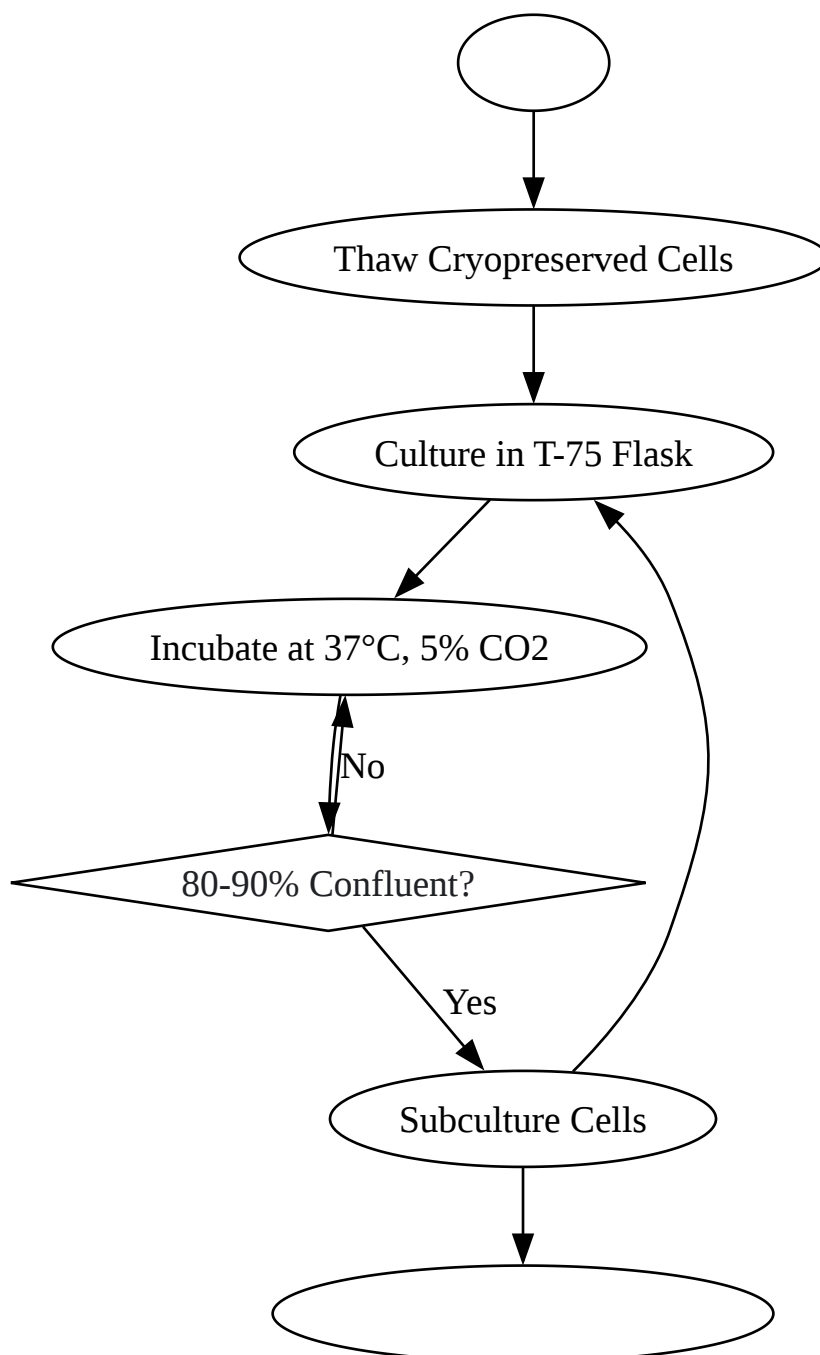 Thaw Cryopreserved Cells
Culture in T-75 Flask
Incubate at 37°C, 5% CO2
No
80-90% Confluent?
Yes
Subculture Cells